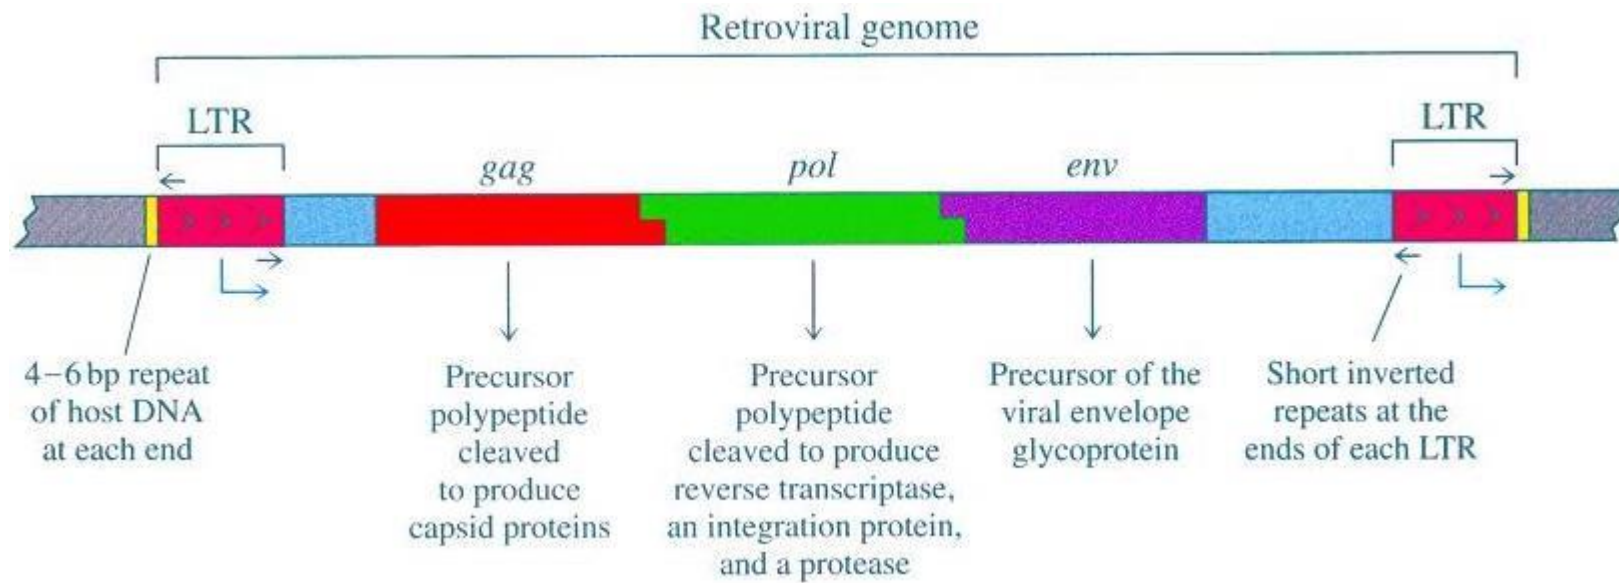 Retroviral genome
LTR
LTR
gag
pol
env
4–6 bp repeat
of host DNA
at each end
Precursor
polypeptide
cleaved
to produce
capsid proteins
Precursor
polypeptide
cleaved to produce
reverse transcriptase,
an integration protein,
and a protease
Precursor of the
viral envelope
glycoprotein
Short inverted
repeats at the
ends of each LTR